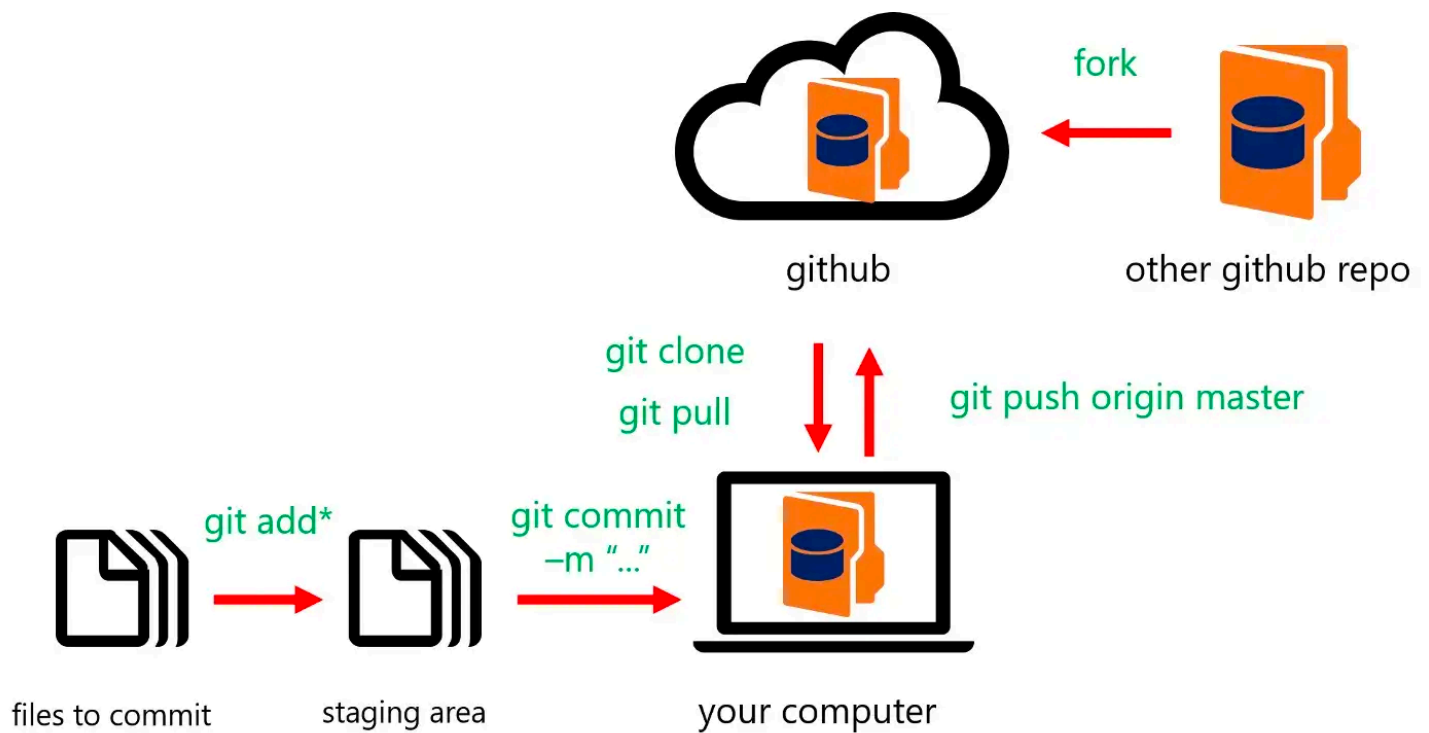 fork
github
other github repo
git clone
git pull
git push origin master
git add*
git commit
–m “...”
files to commit
staging area
your computer